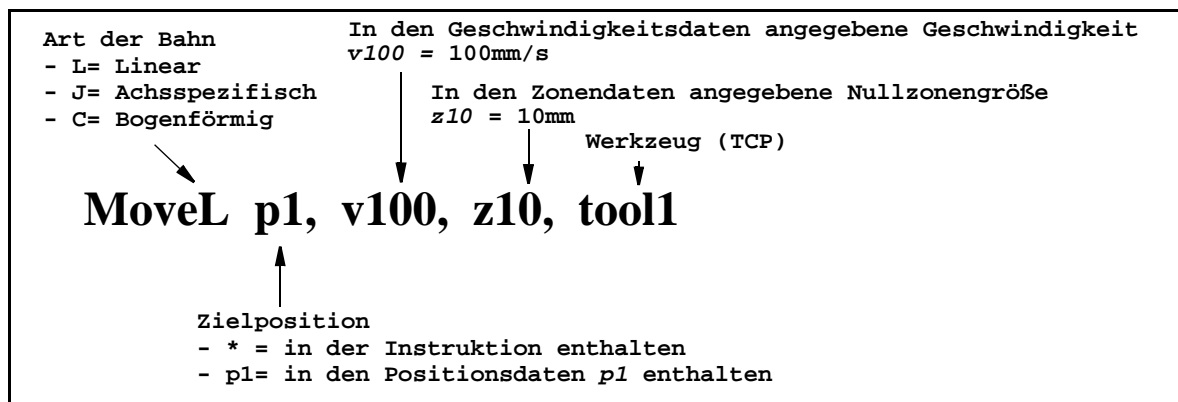 Art der Bahn
- L= Linear
- J= Achsspezifisch
- C= Bogenförmig
In den Geschwindigkeitsdaten angegebene Geschwindigkeit
v100 = 100mm/s
In den Zonendaten angegebene Nullzonengröße
z10 = 10mm
Werkzeug (TCP)
MoveL p1, v100, z10, tool1
Zielposition
- * = in der Instruktion enthalten
- p1= in den Positionsdaten p1 enthalten